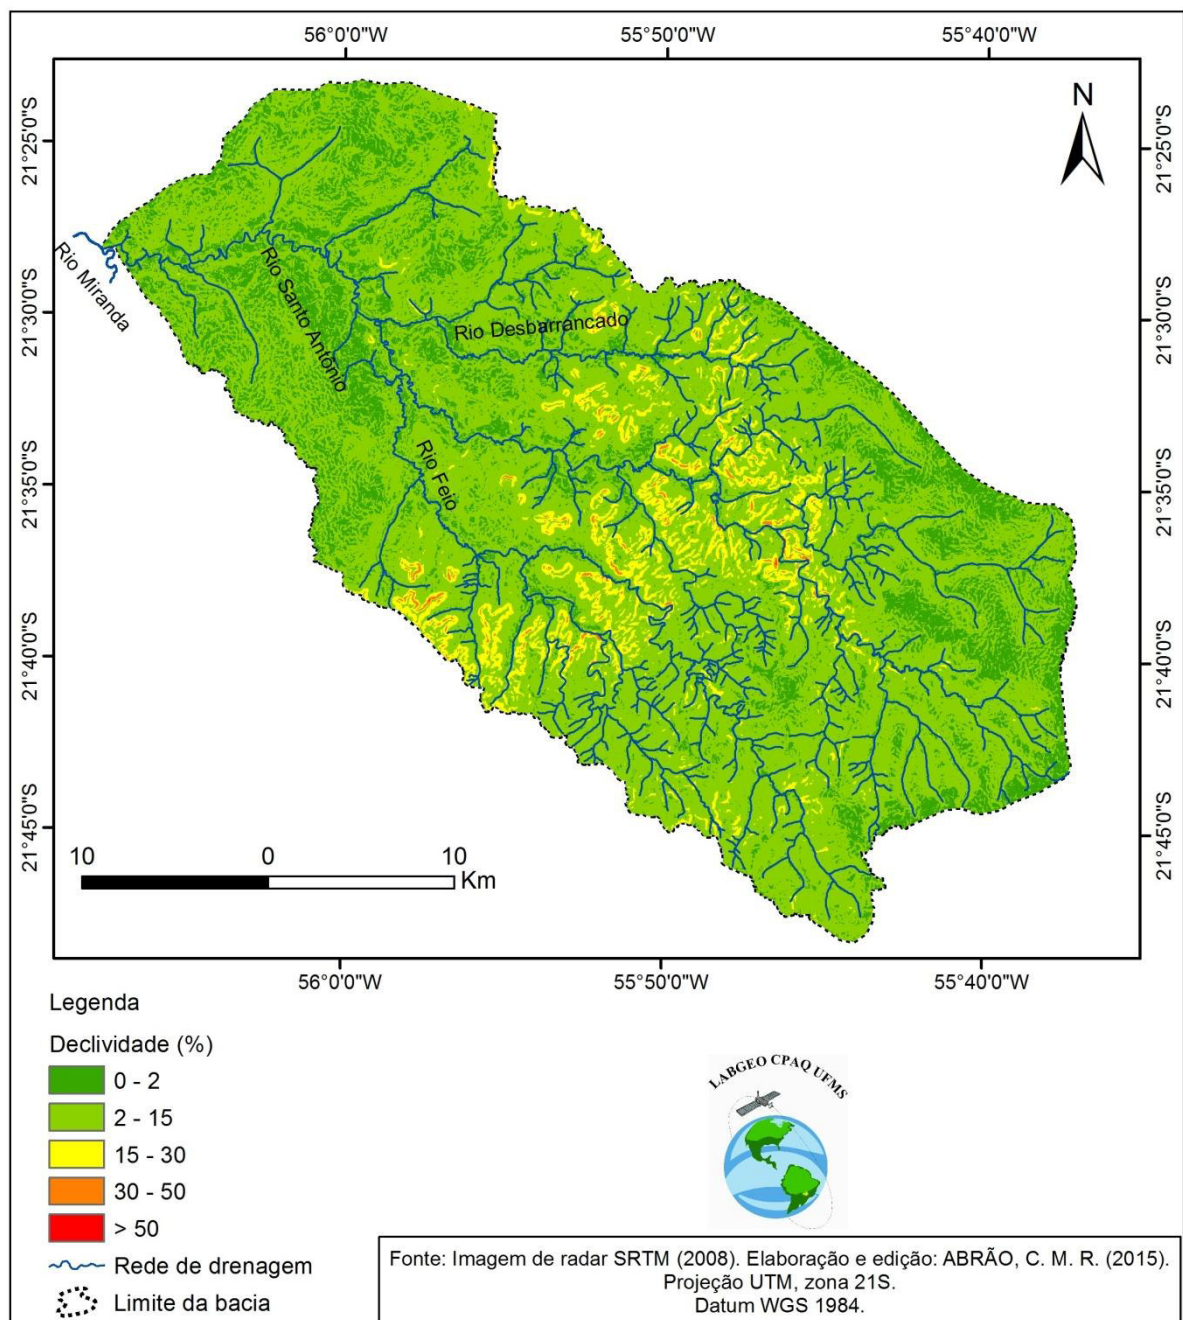 56°0'0"W 55°50'0"W 55°40'0"W
N
21°25'0"S 21°25'0"S
Rio Miranda
Rio Santo Antônio
Rio Desbarrancado
21°30'0"S 21°30'0"S
Rio Feio
21°35'0"S 21°35'0"S
21°40'0"S 21°40'0"S
21°45'0"S 21°45'0"S
10 0 10
Km
56°0'0"W 55°50'0"W 55°40'0"W
Legenda
Declividade (%)
0 - 2
2 - 15
15 - 30
30 - 50
> 50
Rede de drenagem
Limite da bacia
LABGEO CPAQ UFMS
Fonte: Imagem de radar SRTM (2008). Elaboração e edição: ABRÃO, C. M. R. (2015).
Projeção UTM, zona 21S.
Datum WGS 1984.